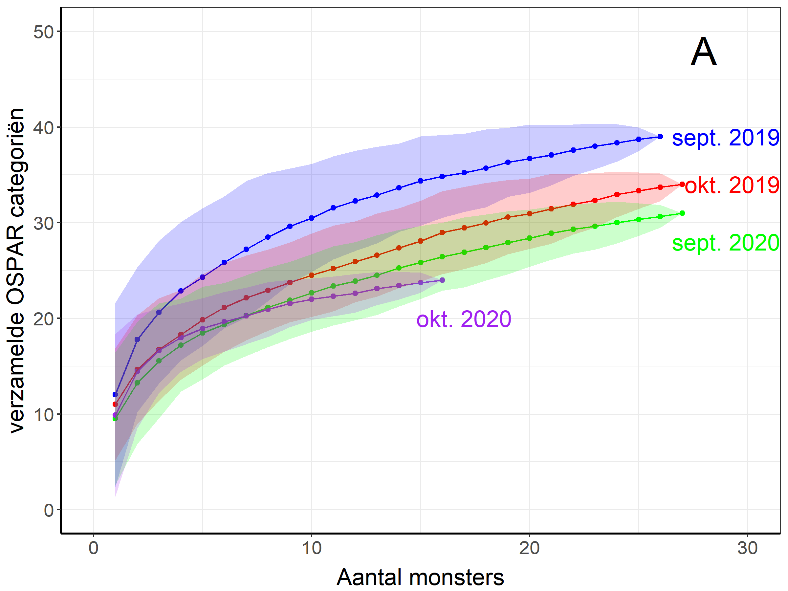 A
50
40
30
20
10
0
verzamelde OSPAR categoriën
sept. 2019
okt. 2019
sept. 2020
okt. 2020
0 10 20 30
Aantal monsters